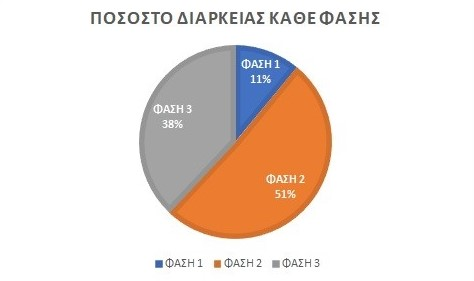 ΠΟΣΟΣΤΟ ΔΙΑΡΚΕΙΑΣ ΚΑΘΕ ΦΑΣΗΣ
ΦΑΣΗ 1
11%
ΦΑΣΗ 3
38%
ΦΑΣΗ 2
51%
ΦΑΣΗ 1 ΦΑΣΗ 2 ΦΑΣΗ 3